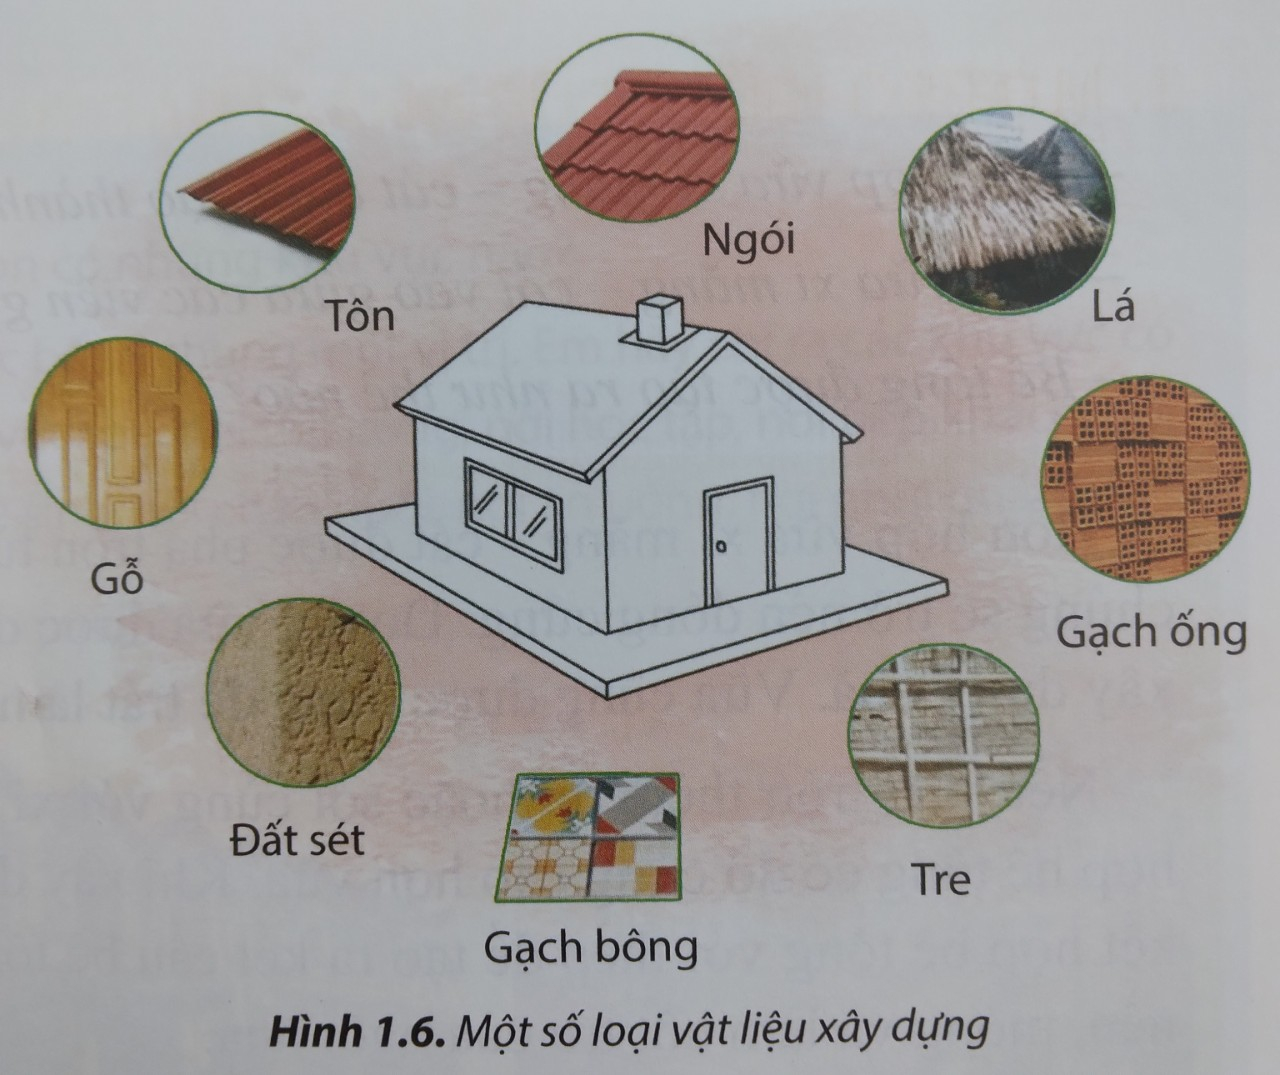 Ngói
Tôn
Lá
Gỗ
Gạch ống
Đất sét
Tre
Gạch bông
Hình 1.6. Một số loại vật liệu xây dựng